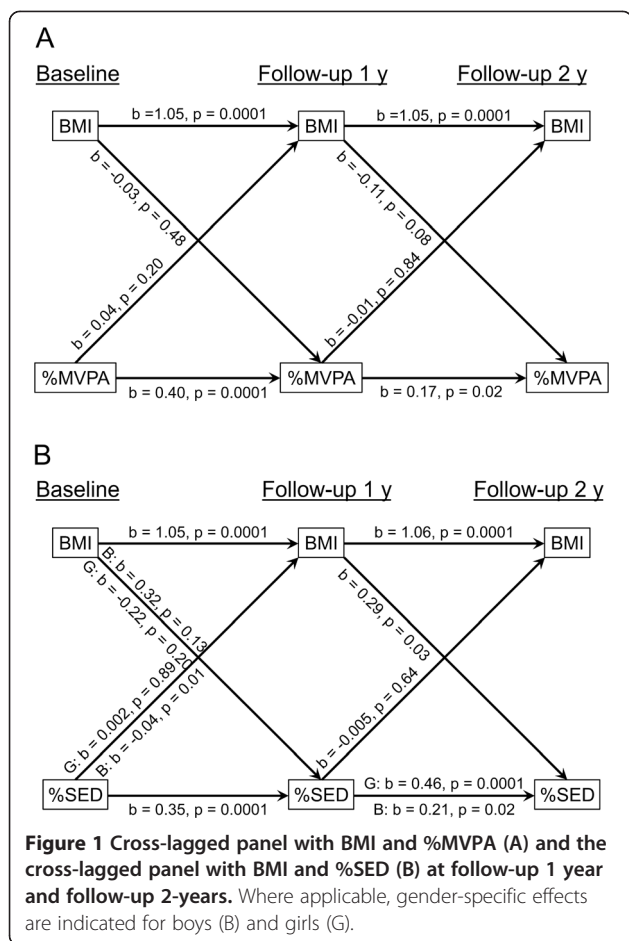 A
Baseline
Follow-up 1 y
Follow-up 2 y
BMI
b =1.05, p = 0.0001
BMI
b =1.05, p = 0.0001
BMI
b = -0.03, p = 0.48
b = 0.04, p = 0.20
b = -0.11, p = 0.08
b = -0.01, p = 0.84
%MVPA
b = 0.40, p = 0.0001
%MVPA
b = 0.17, p = 0.02
%MVPA
B
Baseline
Follow-up 1 y
Follow-up 2 y
BMI
b = 1.05, p = 0.0001
BMI
b = 1.06, p = 0.0001
BMI
B: b = 0.32, p = 0.13
G: b = -0.22, p = 0.20
G: b = 0.002, p = 0.89
B: b = -0.04, p = 0.01
b = 0.29, p = 0.03
b = -0.005, p = 0.64
%SED
b = 0.35, p = 0.0001
%SED
G: b = 0.46, p = 0.0001
B: b = 0.21, p = 0.02
%SED
Figure 1 Cross-lagged panel with BMI and %MVPA (A) and the
cross-lagged panel with BMI and %SED (B) at follow-up 1 year
and follow-up 2-years. Where applicable, gender-specific effects
are indicated for boys (B) and girls (G).